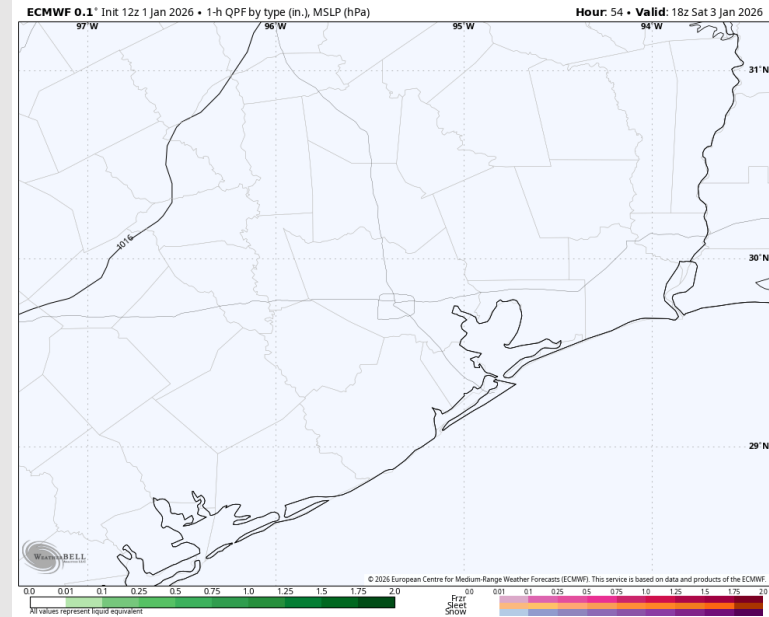 ECMWF 0.1° Init 12z 1 Jan 2026 • 1-h QPF by type (in.), MSLP (hPa)
Hour: 54 • Valid: 18z Sat 3 Jan 2026
97°W 96°W 95°W 94°W
31°N
1016
30°N
29°N
WEATHERBELL
© 2026 European Centre for Medium-Range Weather Forecasts (ECMWF). This service is based on data and products of the ECMWF.
0.0 0.01 0.1 0.25 0.5 0.75 1.0 1.25 1.5 1.75 2.0
0.0 .01 0.1 0.25 0.5 0.75 1.0 1.25 1.5 1.75 2.0
Frzr
Sleet
Snow
All values represent liquid equivalent